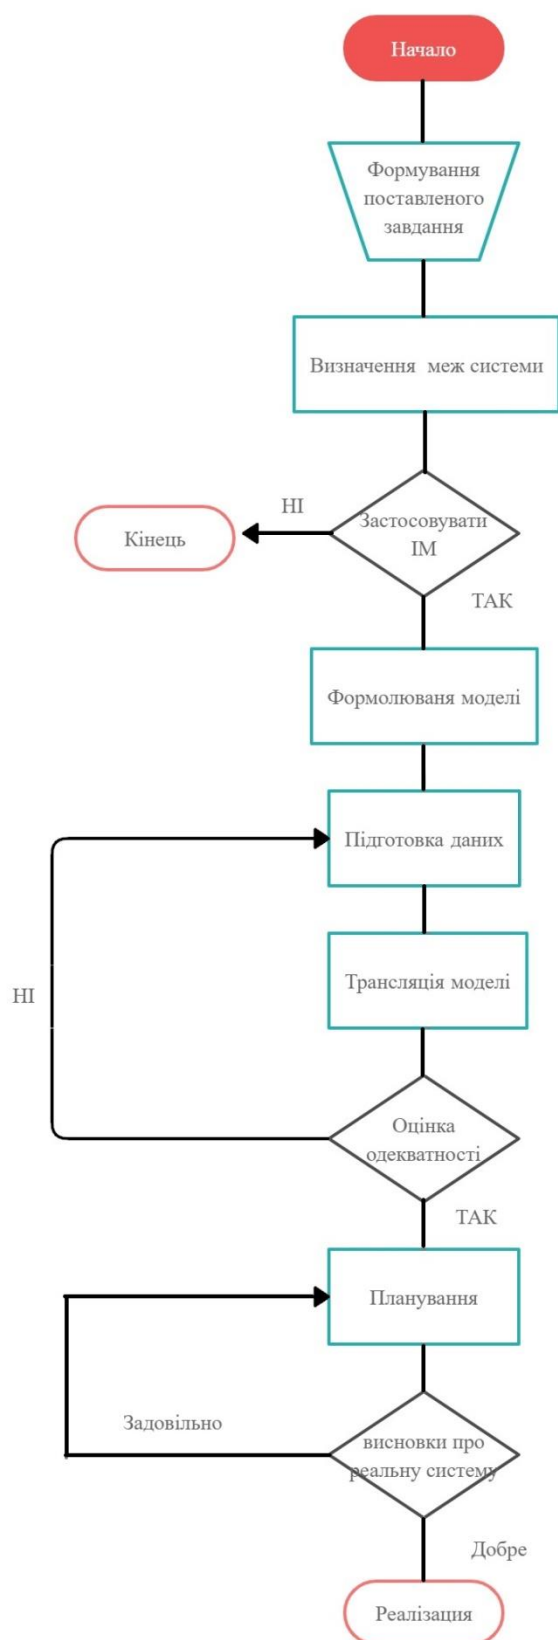 Начало
Формування
поставленого
завдання
Визначення меж системи
НІ
Застосовувати
ІМ
Кінець
ТАК
Формолюваня моделі
Підготовка даних
Трансляція моделі
НІ
Оцінка
одекватності
ТАК
Планування
Задовільно
висновки про
реальну систему
Добре
Реалізация